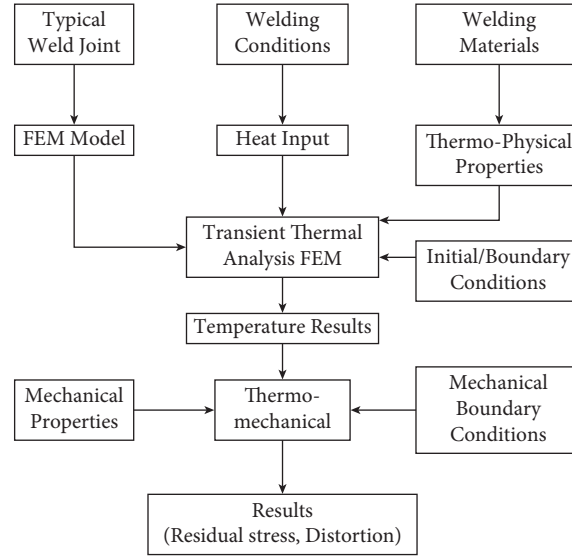 Typical
Weld Joint
Welding
Conditions
Welding
Materials
FEM Model
Heat Input
Thermo-Physical
Properties
Transient Thermal
Analysis FEM
Initial/Boundary
Conditions
Temperature Results
Mechanical
Properties
Thermo-
mechanical
Mechanical
Boundary
Conditions
Results
(Residual stress, Distortion)